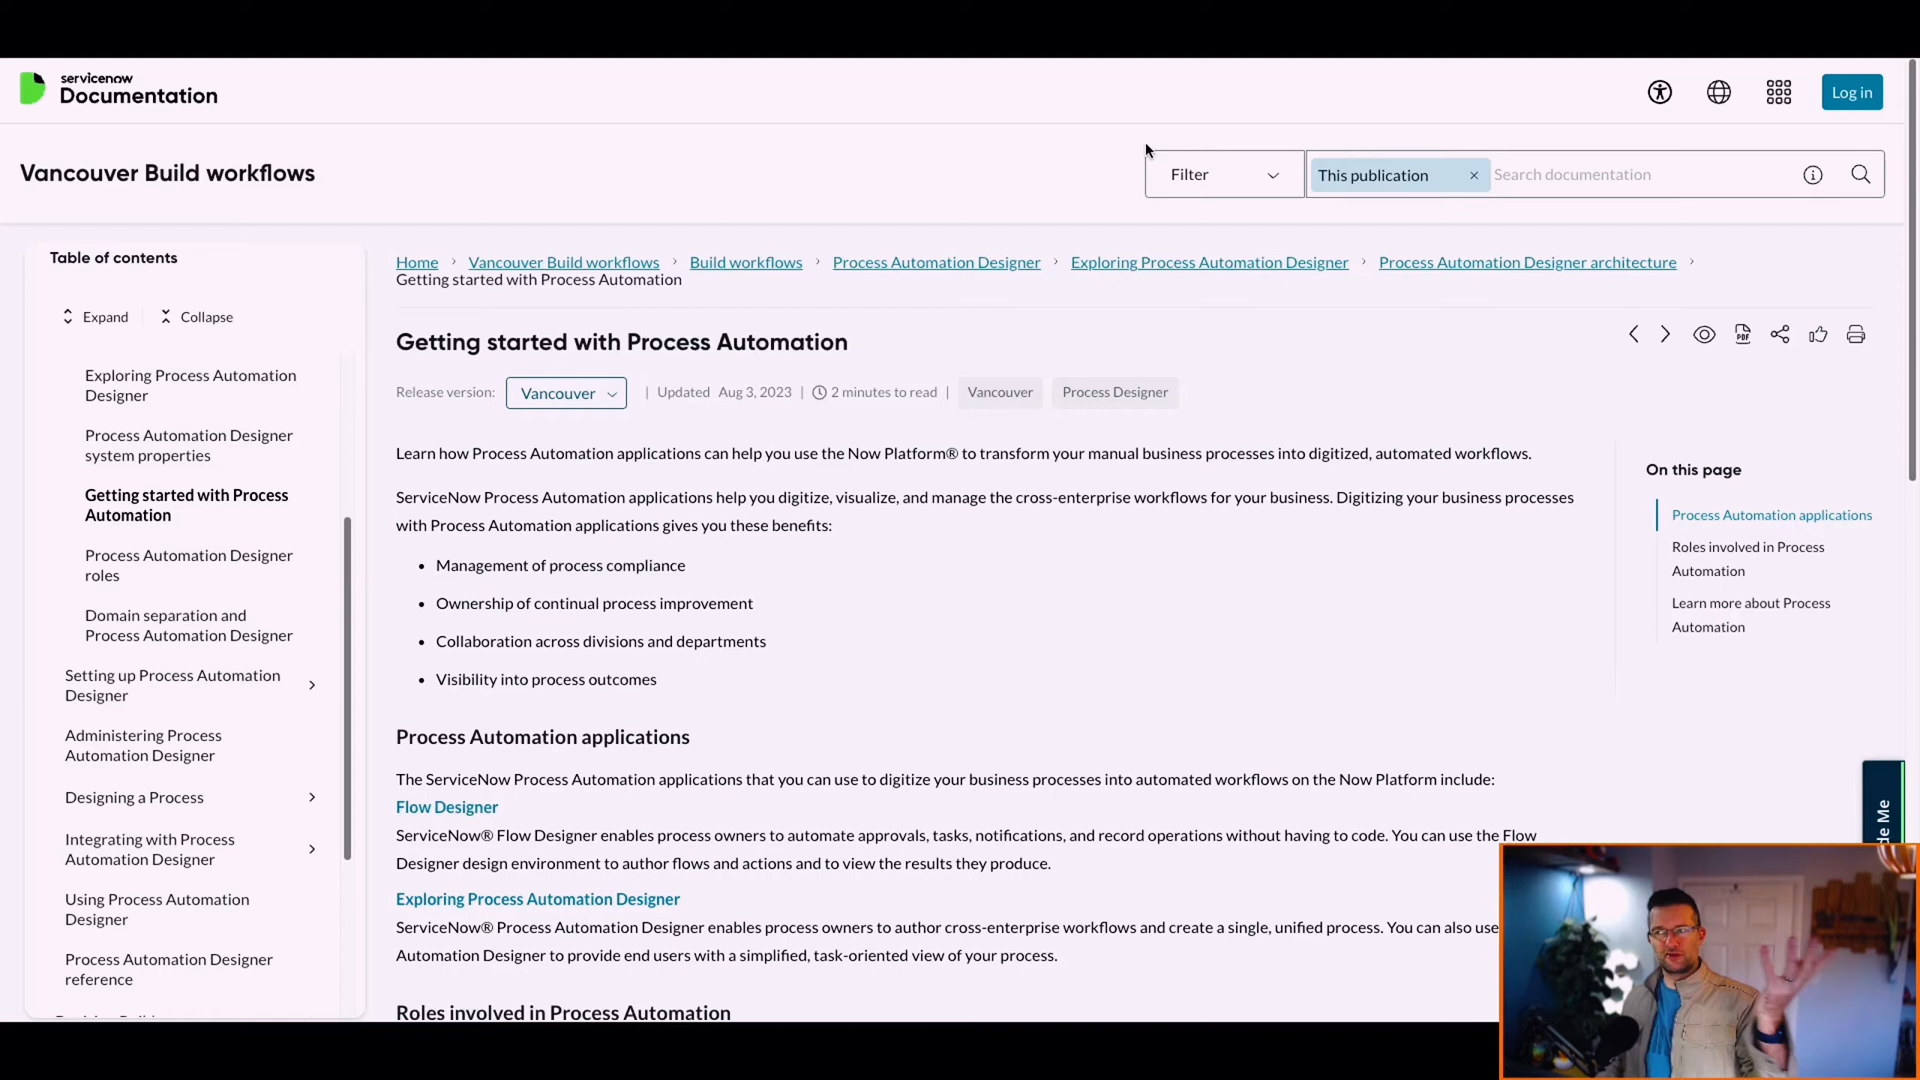 servicenow
Documentation
Log in
Vancouver Build workflows
Filter
This publication
Search documentation
Table of contents
Expand
Collapse
Exploring Process Automation
Designer
Process Automation Designer
system properties
Getting started with Process
Automation
Process Automation Designer
roles
Domain separation and
Process Automation Designer
Setting up Process Automation
Designer
Administering Process
Automation Designer
Designing a Process
Integrating with Process
Automation Designer
Using Process Automation
Designer
Process Automation Designer
reference
Home > Vancouver Build workflows > Build workflows > Process Automation Designer > Exploring Process Automation Designer > Process Automation Designer architecture >
Getting started with Process Automation
Getting started with Process Automation
PDF
Release version: Vancouver | Updated Aug 3, 2023 | 2 minutes to read | Vancouver Process Designer
Learn how Process Automation applications can help you use the Now Platform® to transform your manual business processes into digitized, automated workflows.
ServiceNow Process Automation applications help you digitize, visualize, and manage the cross-enterprise workflows for your business. Digitizing your business processes
with Process Automation applications gives you these benefits:
• Management of process compliance
• Ownership of continual process improvement
• Collaboration across divisions and departments
• Visibility into process outcomes
Process Automation applications
The ServiceNow Process Automation applications that you can use to digitize your business processes into automated workflows on the Now Platform include:
Flow Designer
ServiceNow® Flow Designer enables process owners to automate approvals, tasks, notifications, and record operations without having to code. You can use the Flow
Designer design environment to author flows and actions and to view the results they produce.
Exploring Process Automation Designer
ServiceNow® Process Automation Designer enables process owners to author cross-enterprise workflows and create a single, unified process. You can also use
Automation Designer to provide end users with a simplified, task-oriented view of your process.
Roles involved in Process Automation
On this page
Process Automation applications
Roles involved in Process
Automation
Learn more about Process
Automation
de Me